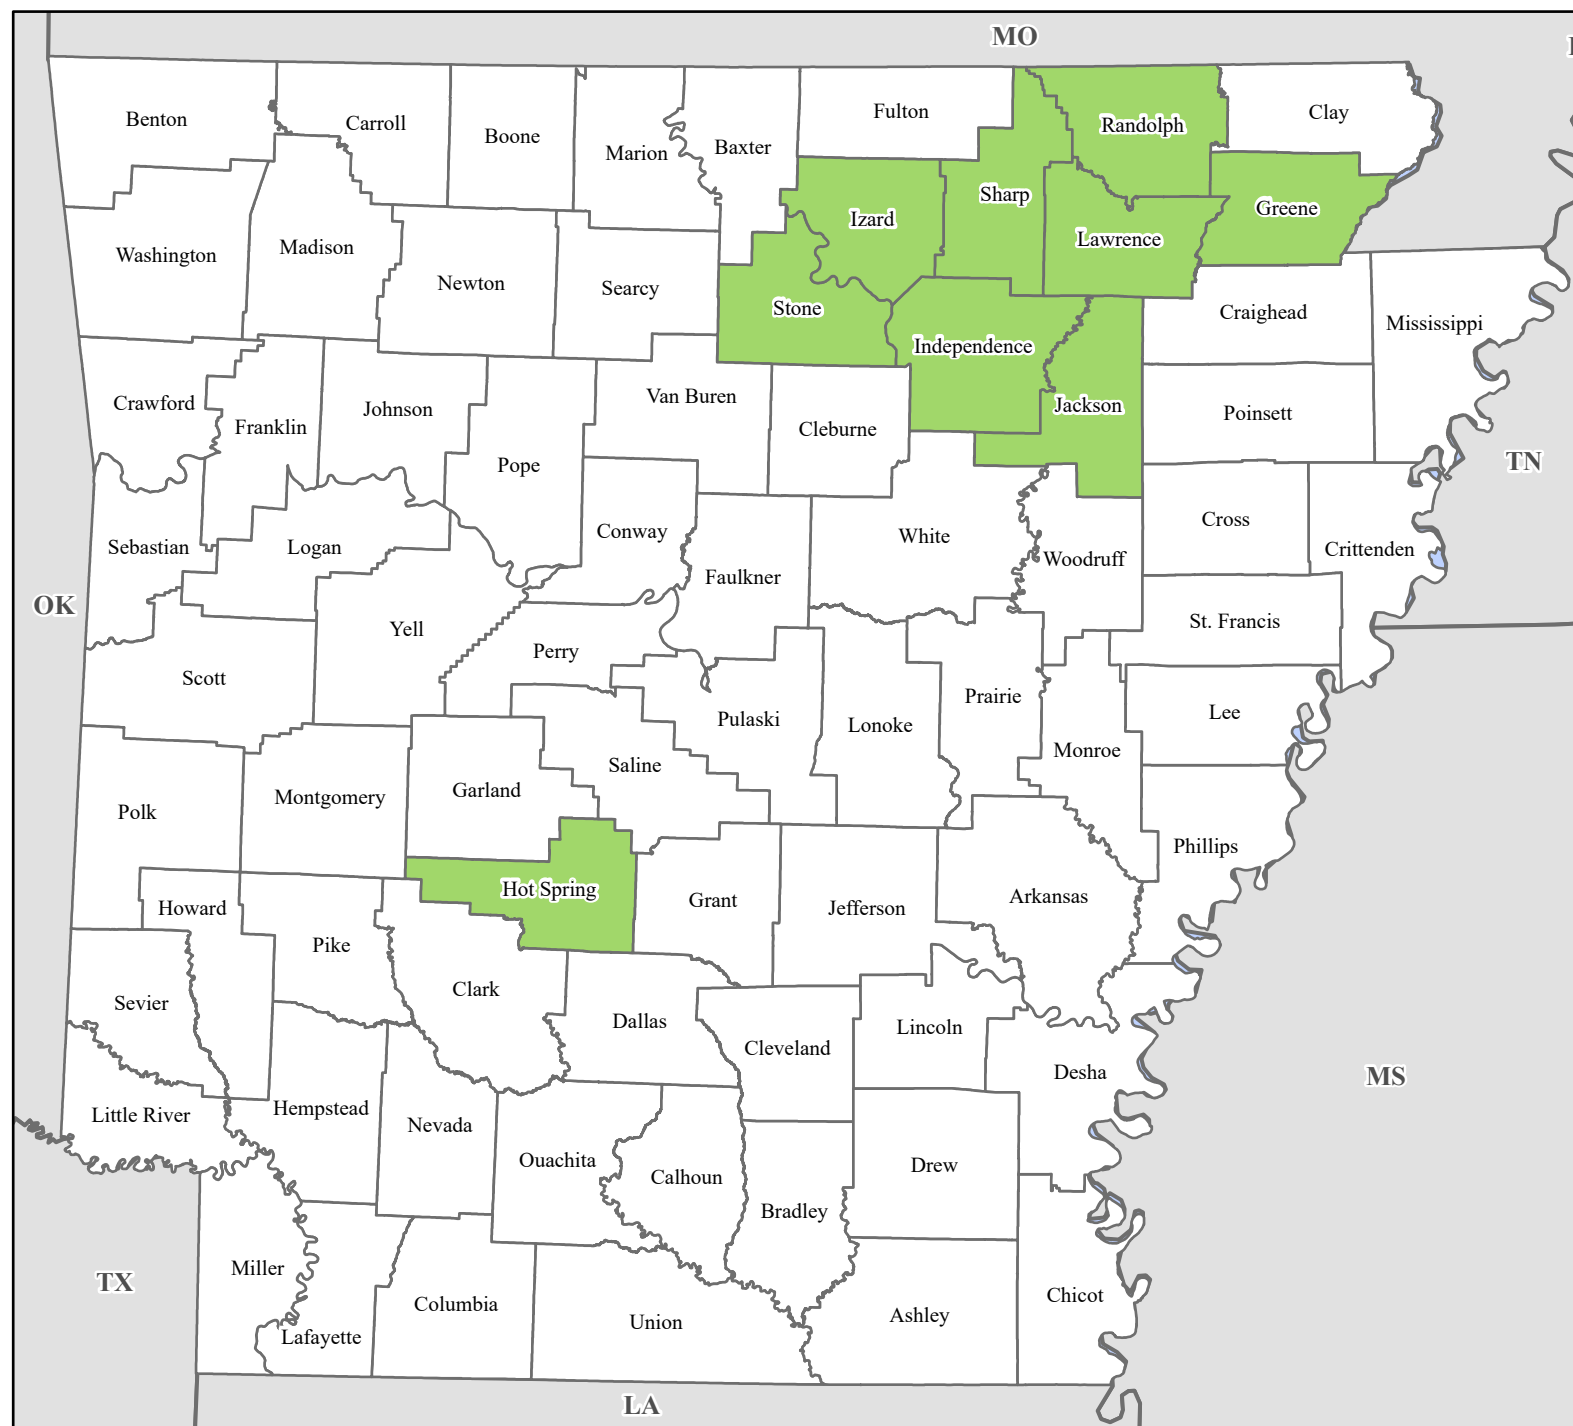 MO
Benton
Carroll
Boone
Marion
Baxter
Fulton
Randolph
Clay
Izard
Sharp
Greene
Lawrence
Washington
Madison
Newton
Searcy
Stone
Independence
Craighead
Mississippi
Crawford
Franklin
Johnson
Pope
Van Buren
Cleburne
Jackson
Poinsett
TN
Sebastian
Logan
Conway
Faulkner
White
Woodruff
Cross
Crittenden
OK
Yell
Perry
St. Francis
Scott
Pulaski
Lonoke
Prairie
Lee
Monroe
Saline
Garland
Montgomery
Polk
Phillips
Hot Spring
Grant
Jefferson
Arkansas
Howard
Pike
Clark
Sevier
Dallas
Cleveland
Lincoln
Desha
MS
Little River
Hempstead
Nevada
Ouachita
Calhoun
Bradley
Drew
TX
Miller
Lafayette
Columbia
Union
Ashley
Chicot
LA